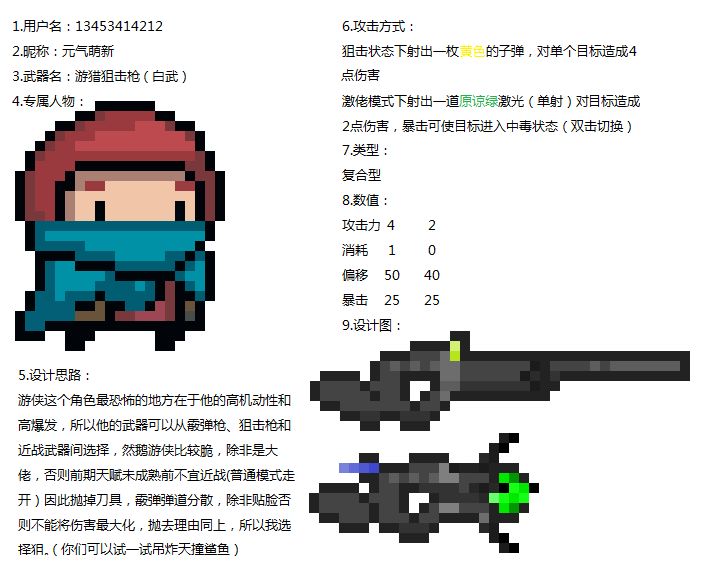 1.用户名：13453414212
2.昵称：元气萌新
3.武器名：游猎狙击枪（白武）
4.专属人物：
5.设计思路：
游侠这个角色最恐怖的地方在于他的高机动性和
高爆发，所以他的武器可以从霰弹枪、狙击枪和
近战武器间选择，然鹅游侠比较脆，除非是大
佬，否则前期天赋未成熟前不宜近战(普通模式走
开）因此抛掉刀具，霰弹弹道分散，除非贴脸否
则不能将伤害最大化，抛去理由同上，所以我选
择狙。（你们可以试一试吊炸天撞鲨鱼）
6.攻击方式：
狙击状态下射出一枚黄色的子弹，对单个目标造成4
点伤害
激佬模式下射出一道原谅绿激光（单射）对目标造成
2点伤害，暴击可使目标进入中毒状态（双击切换）
7.类型：
复合型
8.数值：
攻击力 4 2
消耗 1 0
偏移 50 40
暴击 25 25
9.设计图：